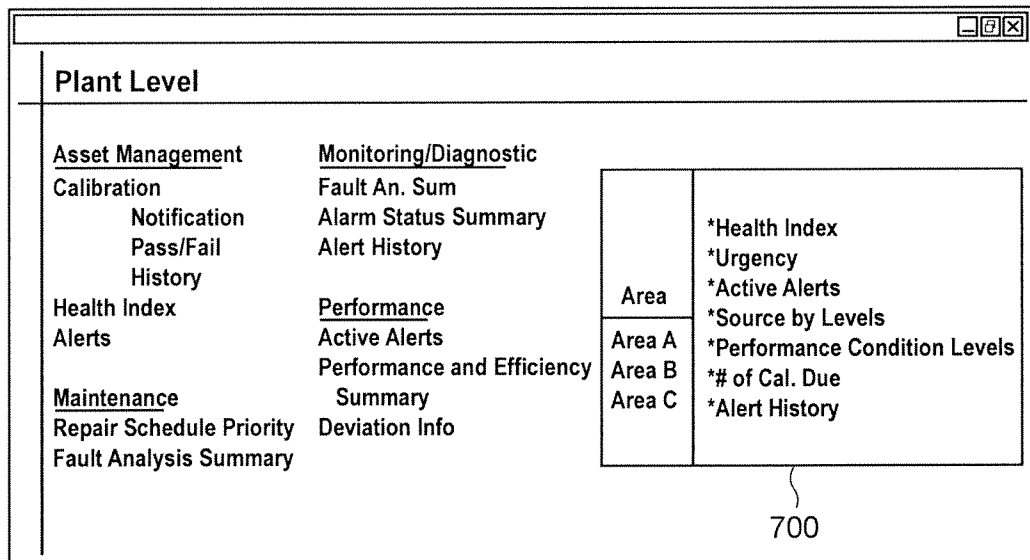 Plant Level
Asset Management
Calibration
Notification
Pass/Fail
History
Health Index
Alerts
Maintenance
Repair Schedule Priority
Fault Analysis Summary
Monitoring/Diagnostic
Fault An. Sum
Alarm Status Summary
Alert History
Performance
Active Alerts
Performance and Efficiency
Summary
Deviation Info
Area
Area A
Area B
Area C
*Health Index
*Urgency
*Active Alerts
*Source by Levels
*Performance Condition Levels
*# of Cal. Due
*Alert History
700